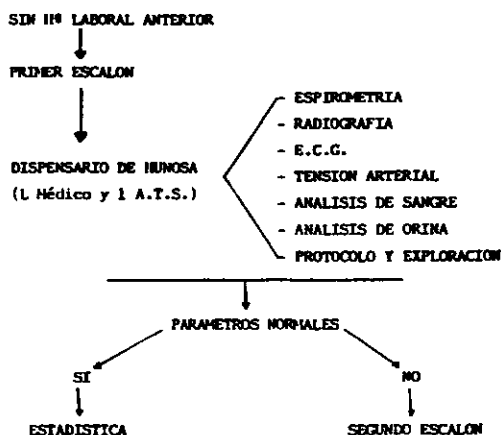 SIN Hª LABORAL ANTERIOR
PRIMER ESCALON
DISPENSARIO DE HUNOSA
(1 Médico y 1 A.T.S.)
- ESPIROMETRIA
- RADIOGRAFIA
- E.C.G.
- TENSION ARTERIAL
- ANALISIS DE SANGRE
- ANALISIS DE ORINA
- PROTOCOLO Y EXPLORACION
PARAMETROS NORMALES
SI
NO
ESTADISTICA
SEGUNDO ESCALON